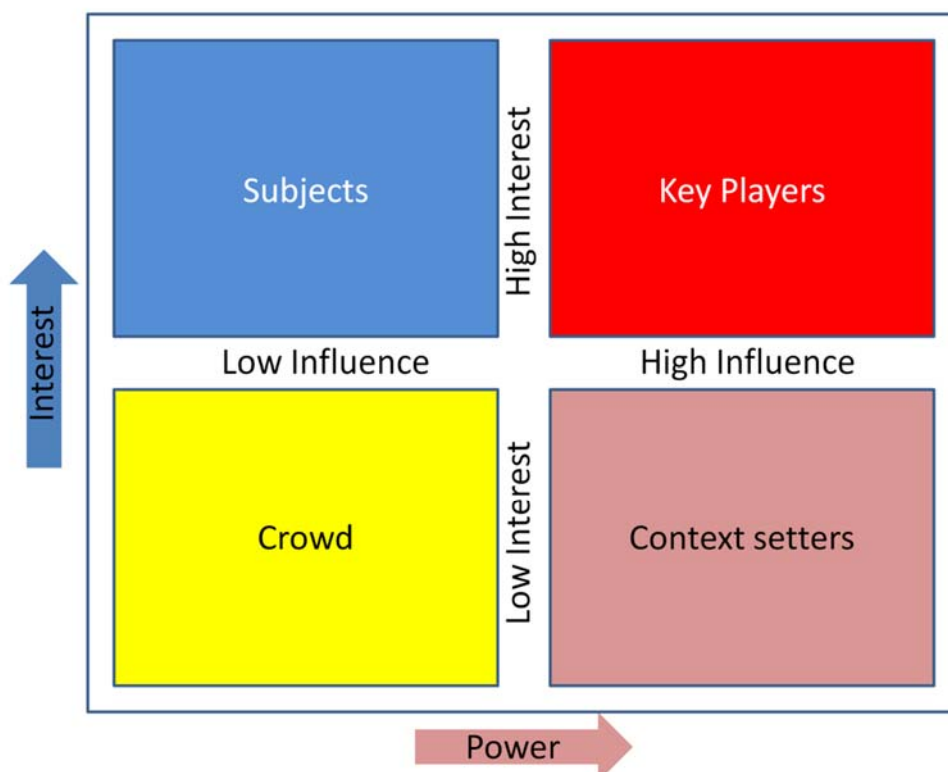 Subjects
High Interest
Key Players
Interest
Low Influence
High Influence
Crowd
Low Interest
Context setters
Power